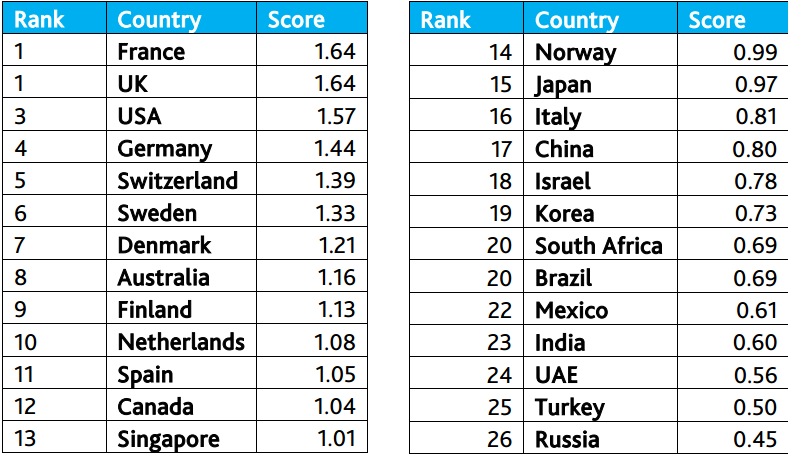 Rank Country Score
1 France 1.64
1 UK 1.64
3 USA 1.57
4 Germany 1.44
5 Switzerland 1.39
6 Sweden 1.33
7 Denmark 1.21
8 Australia 1.16
9 Finland 1.13
10 Netherlands 1.08
11 Spain 1.05
12 Canada 1.04
13 Singapore 1.01
Rank Country Score
14 Norway 0.99
15 Japan 0.97
16 Italy 0.81
17 China 0.80
18 Israel 0.78
19 Korea 0.73
20 South Africa 0.69
20 Brazil 0.69
22 Mexico 0.61
23 India 0.60
24 UAE 0.56
25 Turkey 0.50
26 Russia 0.45